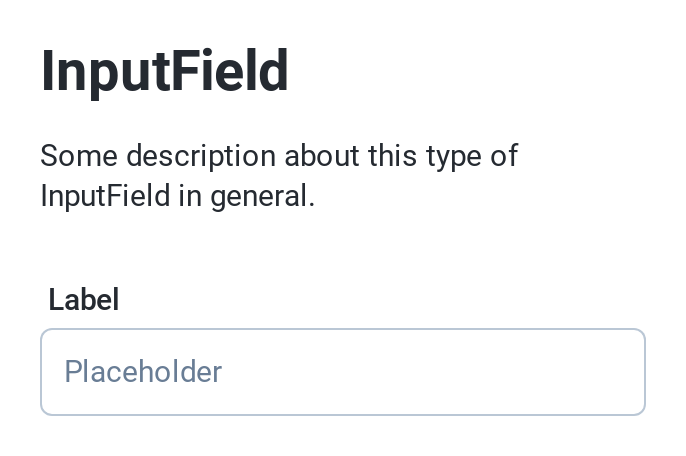 InputField
Some description about this type of
InputField in general.
Label
Placeholder